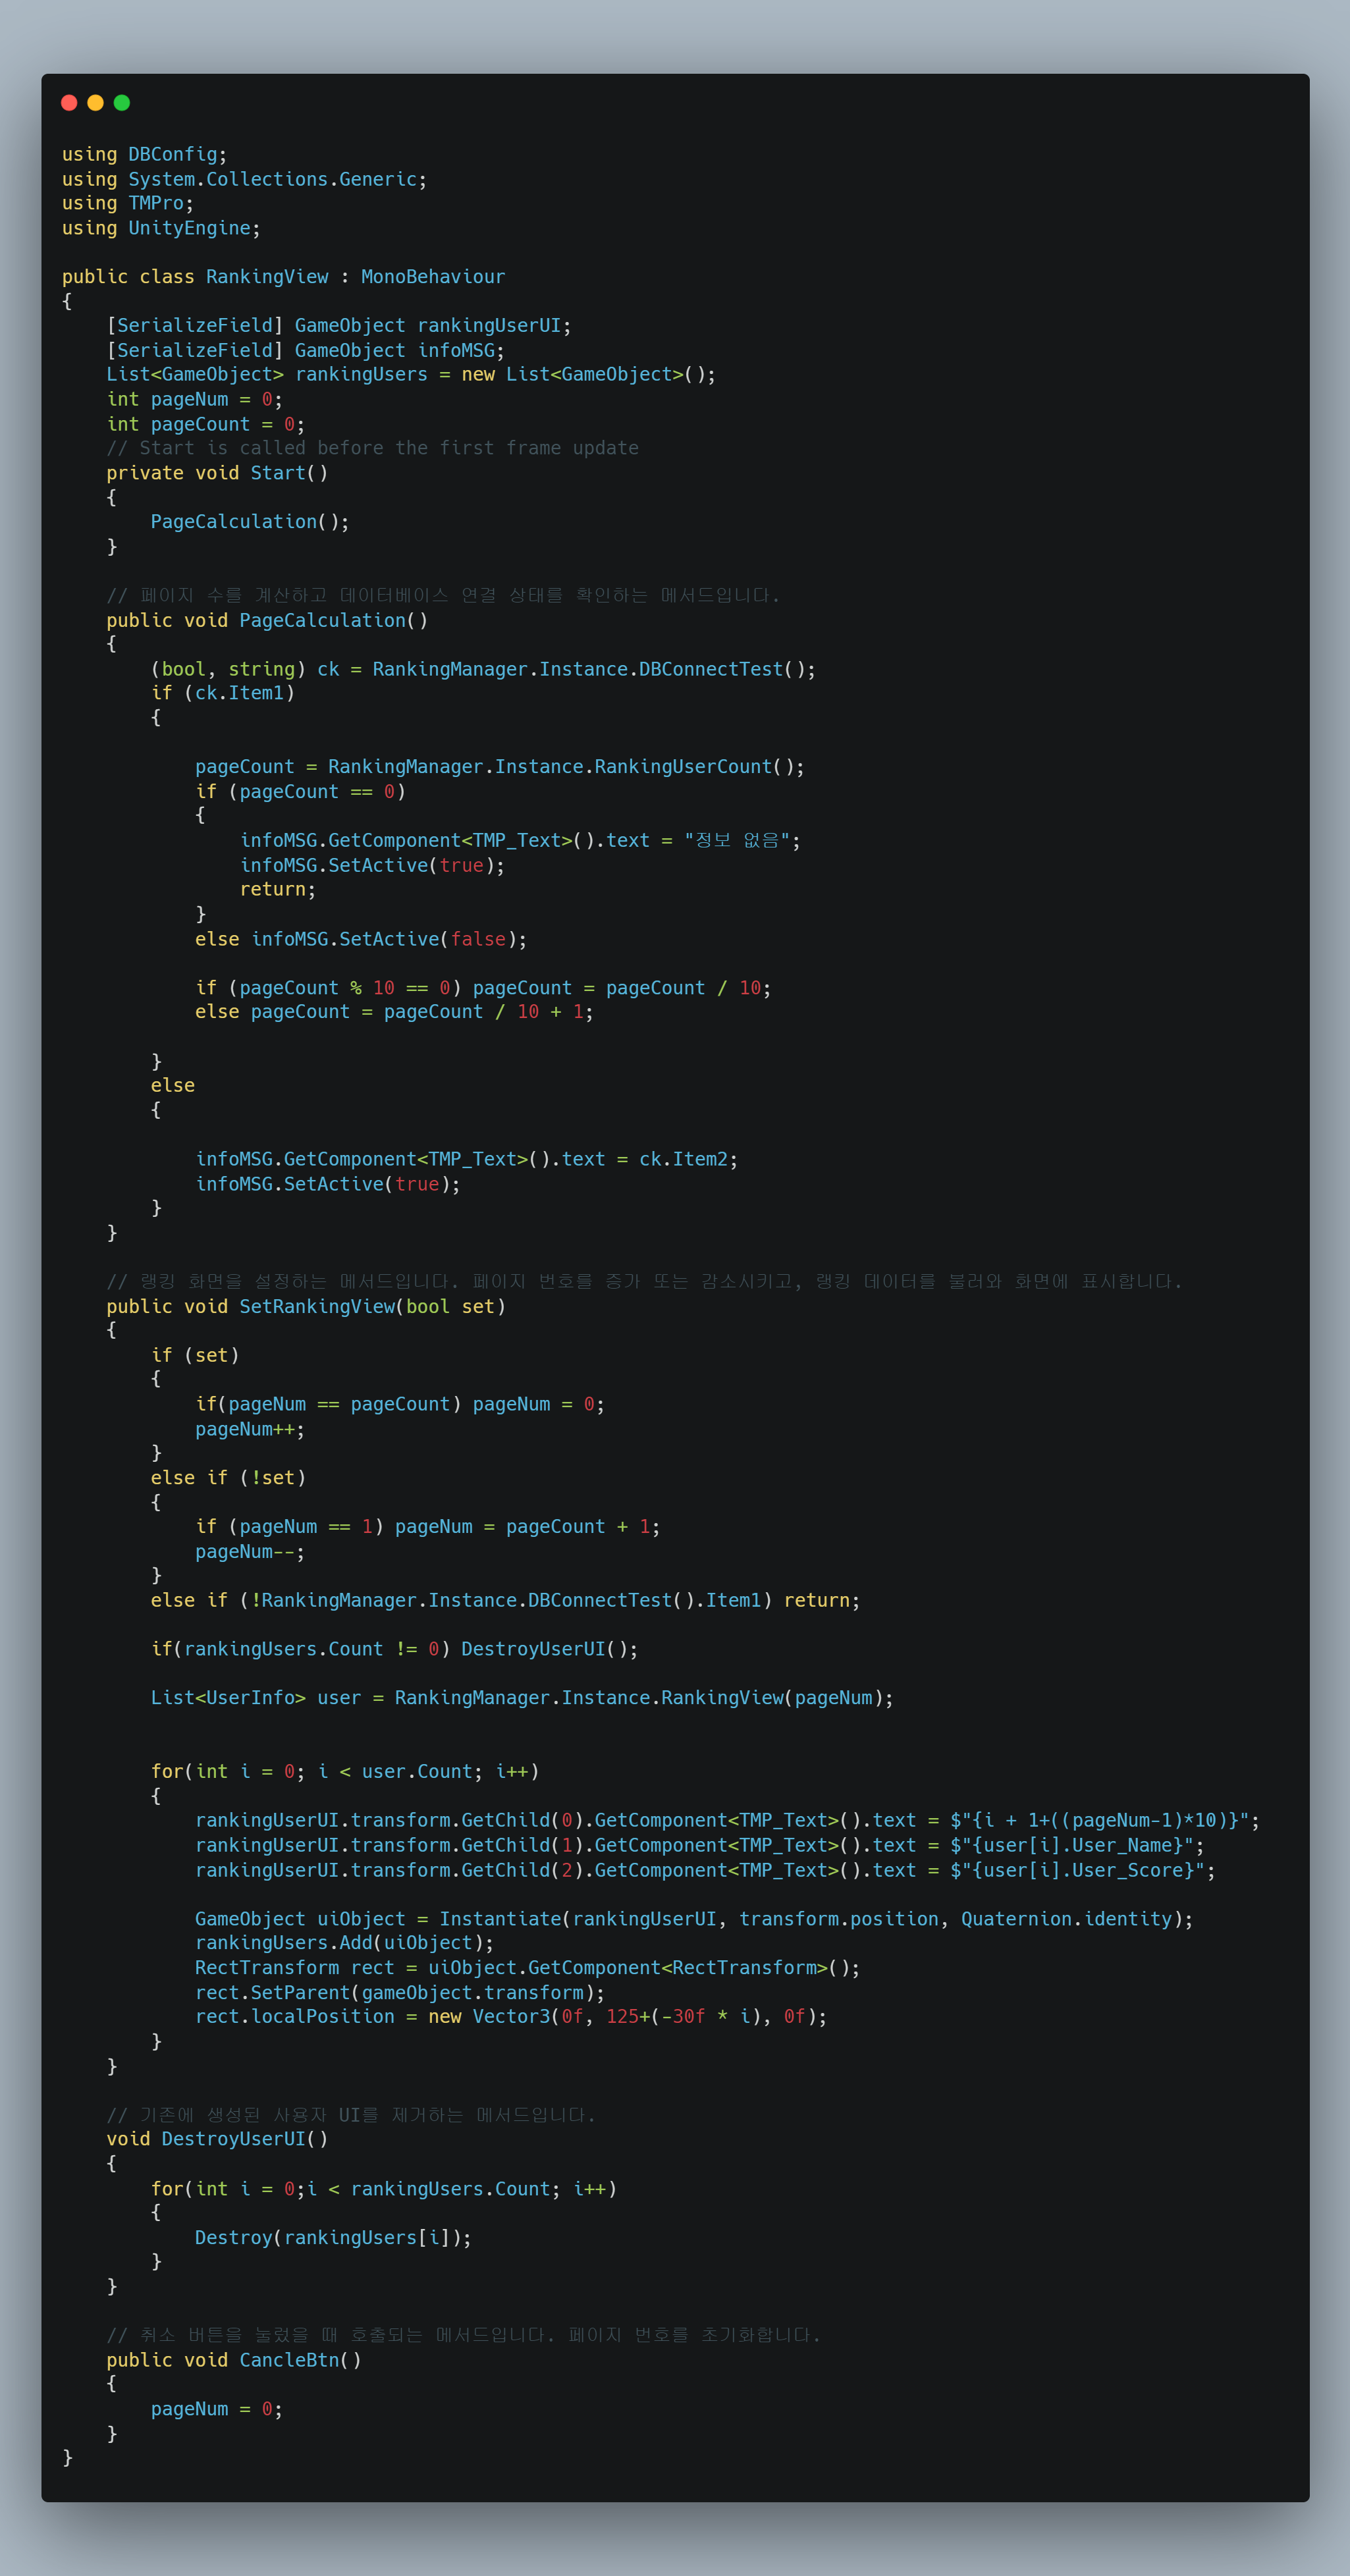 using DBConfig;
using System.Collections.Generic;
using TMPro;
using UnityEngine;

public class RankingView : MonoBehaviour
{
    [SerializeField] GameObject rankingUserUI;
    [SerializeField] GameObject infoMSG;
    List<GameObject> rankingUsers = new List<GameObject>();
    int pageNum = 0;
    int pageCount = 0;
    // Start is called before the first frame update
    private void Start()
    {
        PageCalculation();
    }

    // 페이지 수를 계산하고 데이터베이스 연결 상태를 확인하는 메서드입니다.
    public void PageCalculation()
    {
        (bool, string) ck = RankingManager.Instance.DBConnectTest();
        if (ck.Item1)
        {

            pageCount = RankingManager.Instance.RankingUserCount();
            if (pageCount == 0)
            {
                infoMSG.GetComponent<TMP_Text>().text = "정보 없음";
                infoMSG.SetActive(true);
                return;
            }
            else infoMSG.SetActive(false);

            if (pageCount % 10 == 0) pageCount = pageCount / 10;
            else pageCount = pageCount / 10 + 1;

        }
        else
        {

            infoMSG.GetComponent<TMP_Text>().text = ck.Item2;
            infoMSG.SetActive(true);
        }
    }

    // 랭킹 화면을 설정하는 메서드입니다. 페이지 번호를 증가 또는 감소시키고, 랭킹 데이터를 불러와 화면에 표시합니다.
    public void SetRankingView(bool set)
    {
        if (set)
        {
            if(pageNum == pageCount) pageNum = 0;
            pageNum++;
        }
        else if (!set)
        {
            if (pageNum == 1) pageNum = pageCount + 1;
            pageNum--;
        }
        else if (!RankingManager.Instance.DBConnectTest().Item1) return;

        if(rankingUsers.Count != 0) DestroyUserUI();

        List<UserInfo> user = RankingManager.Instance.RankingView(pageNum);


        for(int i = 0; i < user.Count; i++)
        {
            rankingUserUI.transform.GetChild(0).GetComponent<TMP_Text>().text = $"{i + 1+((pageNum-1)*10)}";
            rankingUserUI.transform.GetChild(1).GetComponent<TMP_Text>().text = $"{user[i].User_Name}";
            rankingUserUI.transform.GetChild(2).GetComponent<TMP_Text>().text = $"{user[i].User_Score}";

            GameObject uiObject = Instantiate(rankingUserUI, transform.position, Quaternion.identity);
            rankingUsers.Add(uiObject);
            RectTransform rect = uiObject.GetComponent<RectTransform>();
            rect.SetParent(gameObject.transform);
            rect.localPosition = new Vector3(0f, 125+(-30f * i), 0f);
        }
    }

    // 기존에 생성된 사용자 UI를 제거하는 메서드입니다.
    void DestroyUserUI()
    {
        for(int i = 0;i < rankingUsers.Count; i++)
        {
            Destroy(rankingUsers[i]);
        }
    }

    // 취소 버튼을 눌렀을 때 호출되는 메서드입니다. 페이지 번호를 초기화합니다.
    public void CancleBtn()
    {
        pageNum = 0;
    }
}